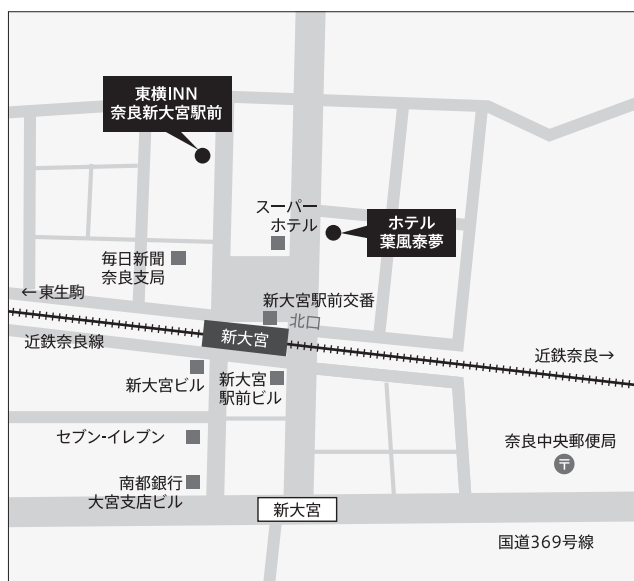 東横INN
奈良新大宮駅前
スーパー
ホテル
ホテル
葉風泰夢
毎日新聞
奈良支局
←東生駒
新大宮駅前交番
北口
新大宮
近鉄奈良線
近鉄奈良→
新大宮ビル
新大宮
駅前ビル
セブン-イレブン
奈良中央郵便局
〒
南都銀行
大宮支店ビル
新大宮
国道369号線